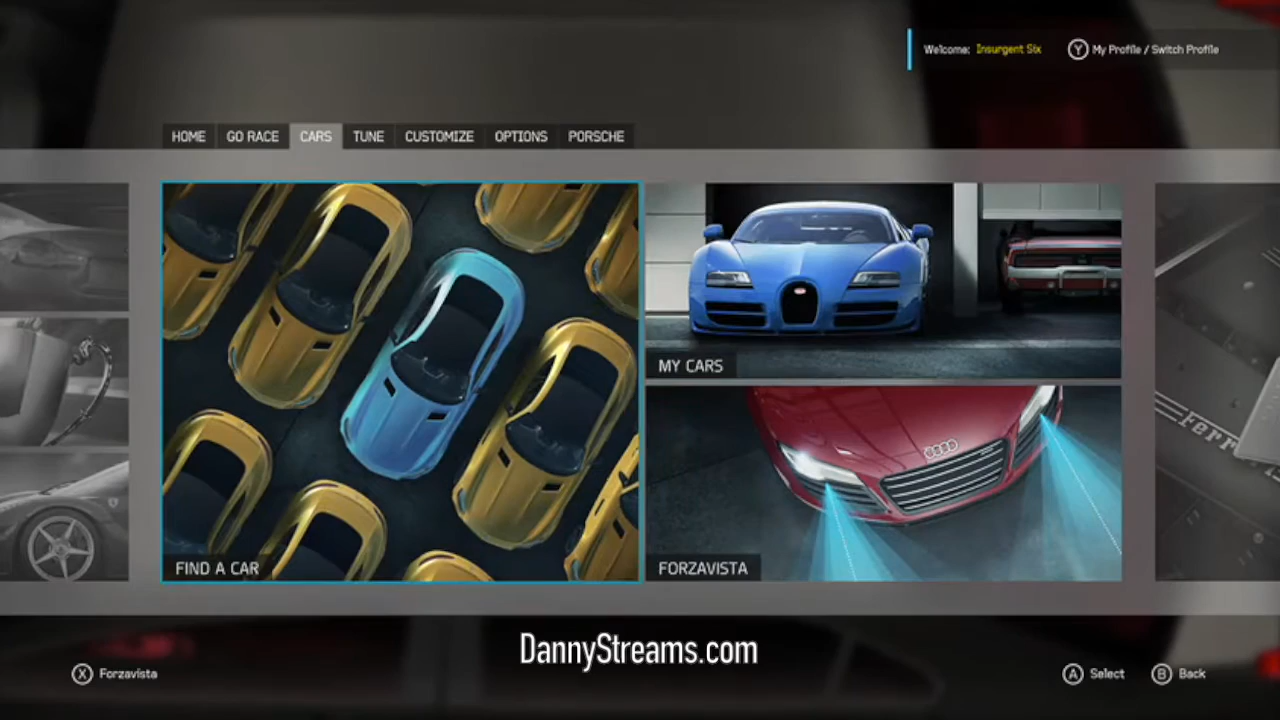 Welcome: Insurgent Six
Y My Profile / Switch Profile
HOME GO RACE CARS TUNE CUSTOMIZE OPTIONS PORSCHE
MY CARS
FIND A CAR
FORZAVISTA
DannyStreams.com
X Forzavista
A Select
B Back